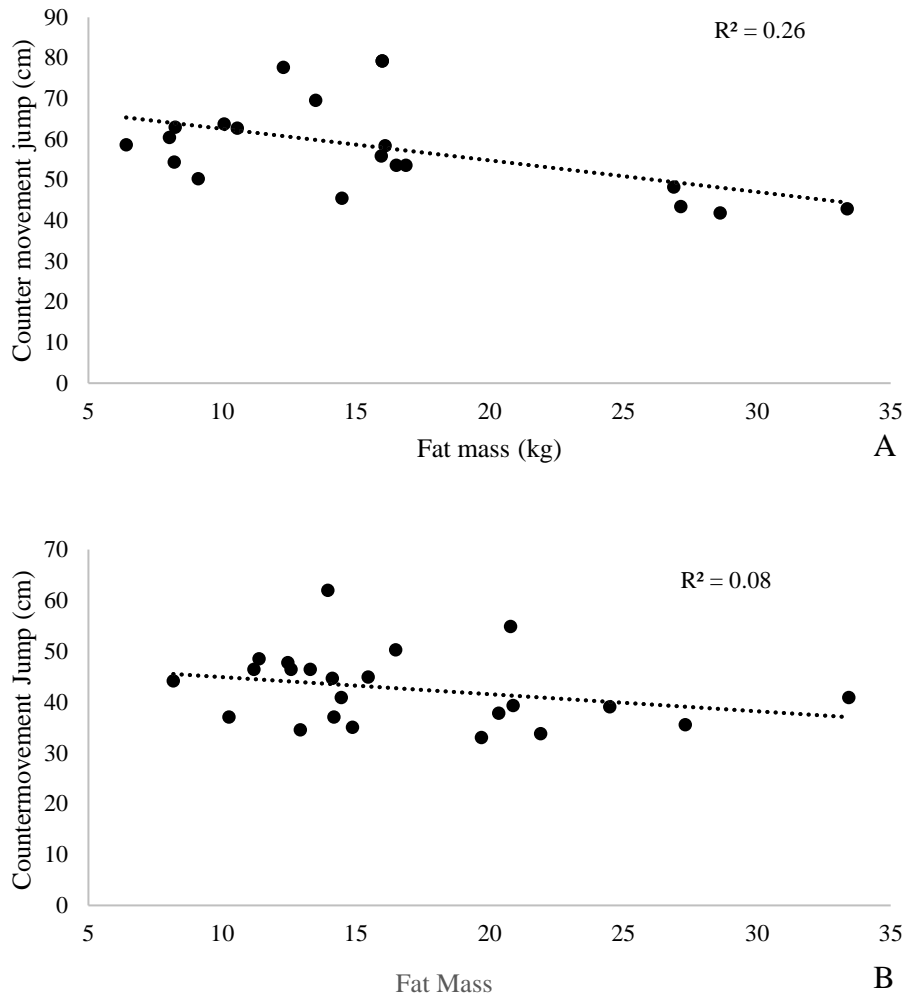 R² = 0.26
Counter movement jump (cm)
90
80
70
60
50
40
30
20
10
0
5 10 15 20 25 30 35
Fat mass (kg)
A
R² = 0.08
Countermovement Jump (cm)
70
60
50
40
30
20
10
0
5 10 15 20 25 30 35
Fat Mass
B